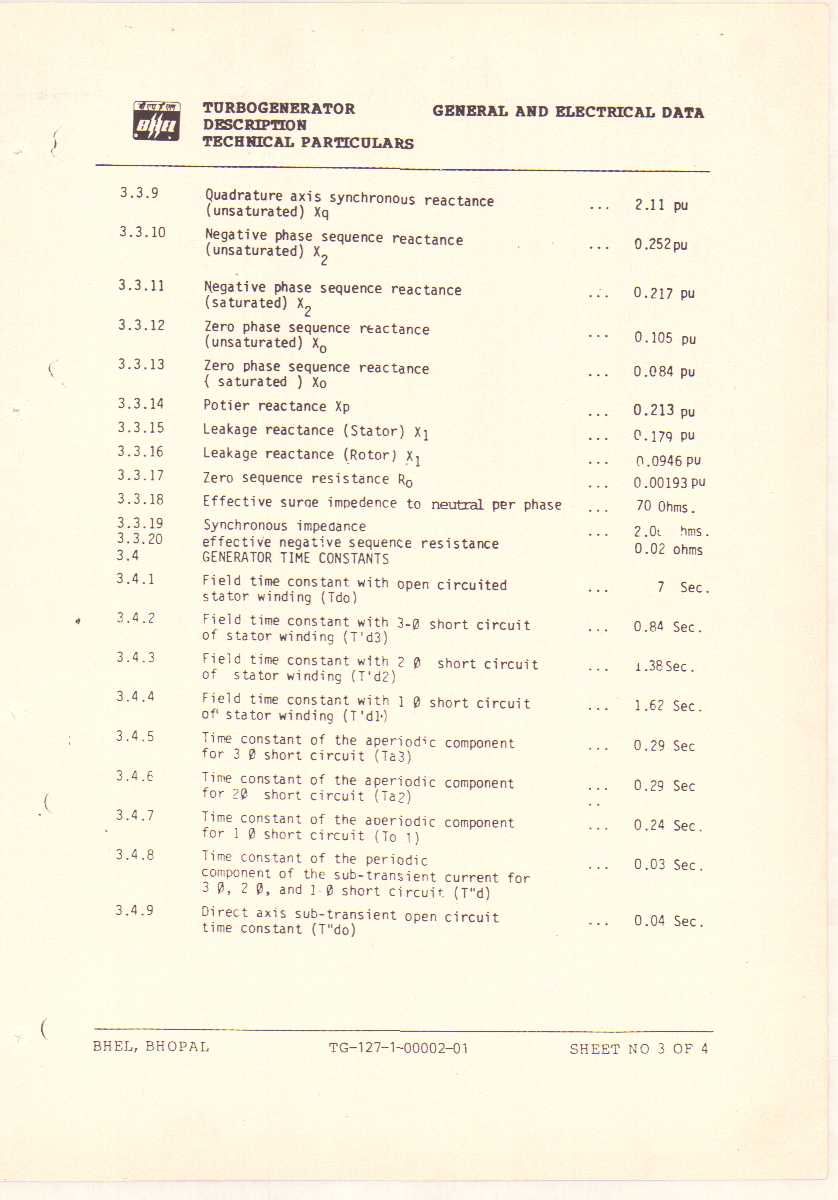 TURBOGENERATOR GENERAL AND ELECTRICAL DATA
BHEL DESCRIPTION
TECHNICAL PARTICULARS
3.3.9 Quadrature axis synchronous reactance
(unsaturated) Xq ... 2.11 pu
3.3.10 Negative phase sequence reactance
(unsaturated) X2 ... 0.252pu
3.3.11 Negative phase sequence reactance
(saturated) X2 ... 0.217 pu
3.3.12 Zero phase sequence reactance
(unsaturated) Xo ... 0.105 pu
3.3.13 Zero phase sequence reactance
( saturated ) Xo ... 0.084 pu
3.3.14 Potier reactance Xp ... 0.213 pu
3.3.15 Leakage reactance (Stator) X1 ... 0.179 pu
3.3.16 Leakage reactance (Rotor) X1 ... 0.0946 pu
3.3.17 Zero sequence resistance Ro ... 0.00193 pu
3.3.18 Effective surge impedence to neutral per phase ... 70 Ohms.
3.3.19 Synchronous impedance ... hms.
3.3.20 effective negative sequence resistance 0.02 ohms
3.4 GENERATOR TIME CONSTANTS
3.4.1 Field time constant with open circuited
stator winding (Tdo) ... 7 Sec.
3.4.2 Field time constant with 3-Ø short circuit
of stator winding (T'd3) ... 0.84 Sec.
3.4.3 Field time constant with 2 Ø short circuit
of stator winding (T'd2) ... 1.38Sec.
3.4.4 Field time constant with 1 Ø short circuit
of stator winding (T'd1) ... 1.62 Sec.
3.4.5 Time constant of the aperiodic component
for 3 Ø short circuit (Ta3) ... 0.29 Sec
3.4.6 Time constant of the aperiodic component
for 2Ø short circuit (Ta2) ... 0.29 Sec
3.4.7 Time constant of the aperiodic component
for 1 Ø short circuit (To 1) ... 0.24 Sec.
3.4.8 Time constant of the periodic
component of the sub-transient current for ... 0.03 Sec.
3 Ø, 2 Ø, and 1-Ø short circuit (T"d)
3.4.9 Direct axis sub-transient open circuit
time constant (T"do) ... 0.04 Sec.
BHEL, BHOPAL TG-127-1-00002-01 SHEET NO 3 OF 4